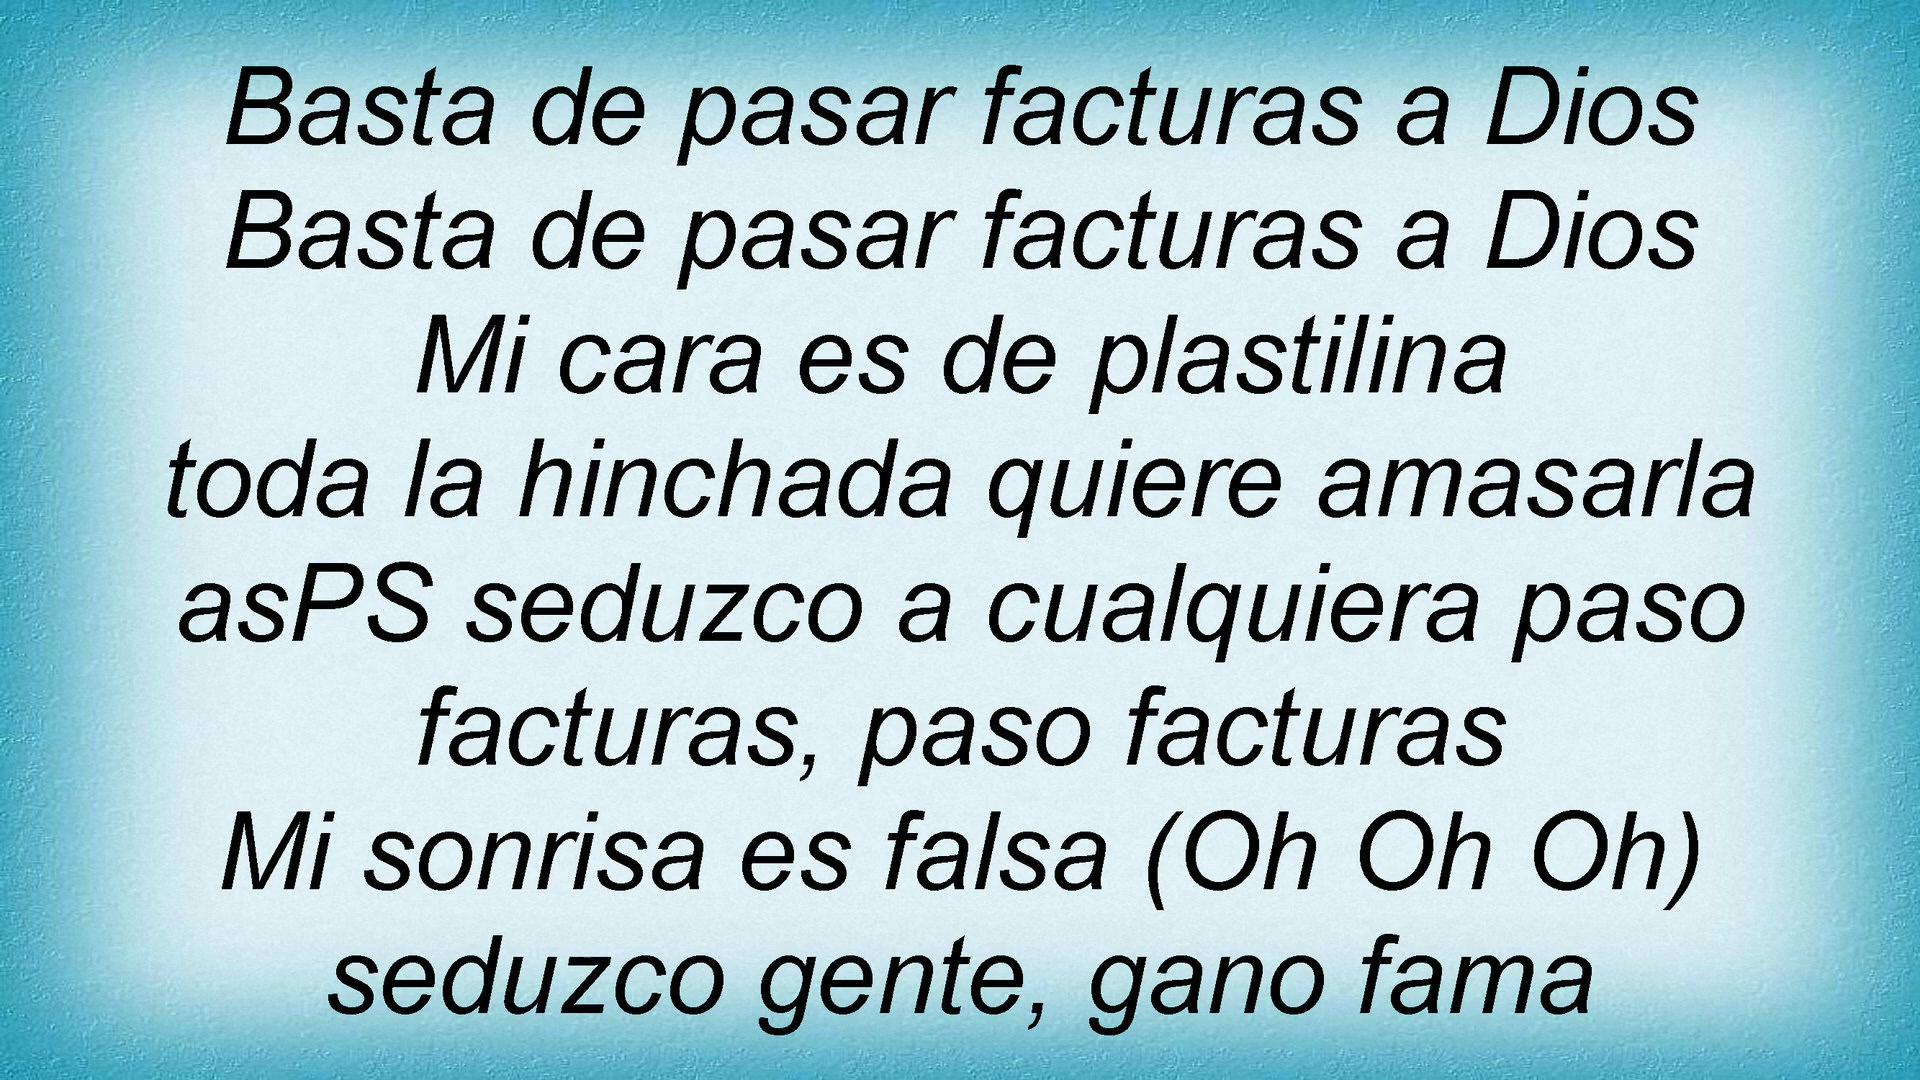 Basta de pasar facturas a Dios
Basta de pasar facturas a Dios
Mi cara es de plastilina
toda la hinchada quiere amasarla
asPS seduzco a cualquiera paso
facturas, paso facturas
Mi sonrisa es falsa (Oh Oh Oh)
seduzco gente, gano fama